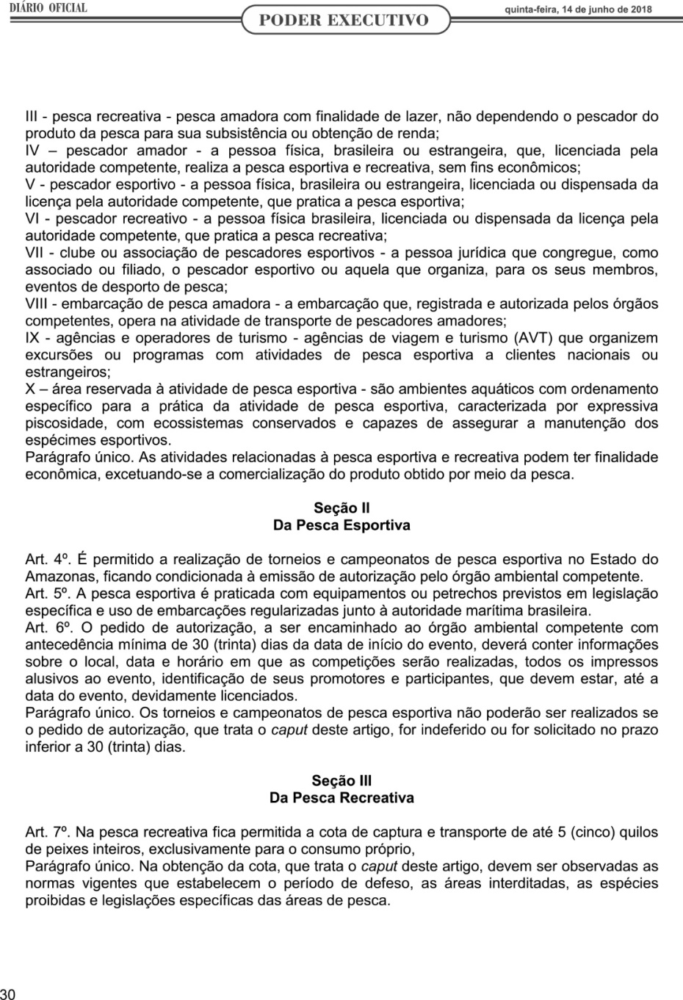 DIÁRIO OFICIAL
PODER EXECUTIVO
quinta-feira, 14 de junho de 2018
III - pesca recreativa - pesca amadora com finalidade de lazer, não dependendo o pescador do
produto da pesca para sua subsistência ou obtenção de renda;
IV – pescador amador - a pessoa física, brasileira ou estrangeira, que, licenciada pela
autoridade competente, realiza a pesca esportiva e recreativa, sem fins econômicos;
V - pescador esportivo - a pessoa física, brasileira ou estrangeira, licenciada ou dispensada da
licença pela autoridade competente, que pratica a pesca esportiva;
VI - pescador recreativo - a pessoa física brasileira, licenciada ou dispensada da licença pela
autoridade competente, que pratica a pesca recreativa;
VII - clube ou associação de pescadores esportivos - a pessoa jurídica que congregue, como
associado ou filiado, o pescador esportivo ou aquela que organiza, para os seus membros,
eventos de desporto de pesca;
VIII - embarcação de pesca amadora - a embarcação que, registrada e autorizada pelos órgãos
competentes, opera na atividade de transporte de pescadores amadores;
IX - agências e operadores de turismo - agências de viagem e turismo (AVT) que organizem
excursões ou programas com atividades de pesca esportiva a clientes nacionais ou
estrangeiros;
X – área reservada à atividade de pesca esportiva - são ambientes aquáticos com ordenamento
específico para a prática da atividade de pesca esportiva, caracterizada por expressiva
piscosidade, com ecossistemas conservados e capazes de assegurar a manutenção dos
espécimes esportivos.
Parágrafo único. As atividades relacionadas à pesca esportiva e recreativa podem ter finalidade
econômica, excetuando-se a comercialização do produto obtido por meio da pesca.
Seção II
Da Pesca Esportiva
Art. 4º. É permitido a realização de torneios e campeonatos de pesca esportiva no Estado do
Amazonas, ficando condicionada à emissão de autorização pelo órgão ambiental competente.
Art. 5º. A pesca esportiva é praticada com equipamentos ou petrechos previstos em legislação
específica e uso de embarcações regularizadas junto à autoridade marítima brasileira.
Art. 6º. O pedido de autorização, a ser encaminhado ao órgão ambiental competente com
antecedência mínima de 30 (trinta) dias da data de início do evento, deverá conter informações
sobre o local, data e horário em que as competições serão realizadas, todos os impressos
alusivos ao evento, identificação de seus promotores e participantes, que devem estar, até a
data do evento, devidamente licenciados.
Parágrafo único. Os torneios e campeonatos de pesca esportiva não poderão ser realizados se
o pedido de autorização, que trata o caput deste artigo, for indeferido ou for solicitado no prazo
inferior a 30 (trinta) dias.
Seção III
Da Pesca Recreativa
Art. 7º. Na pesca recreativa fica permitida a cota de captura e transporte de até 5 (cinco) quilos
de peixes inteiros, exclusivamente para o consumo próprio,
Parágrafo único. Na obtenção da cota, que trata o caput deste artigo, devem ser observadas as
normas vigentes que estabelecem o período de defeso, as áreas interditadas, as espécies
proibidas e legislações específicas das áreas de pesca.
30